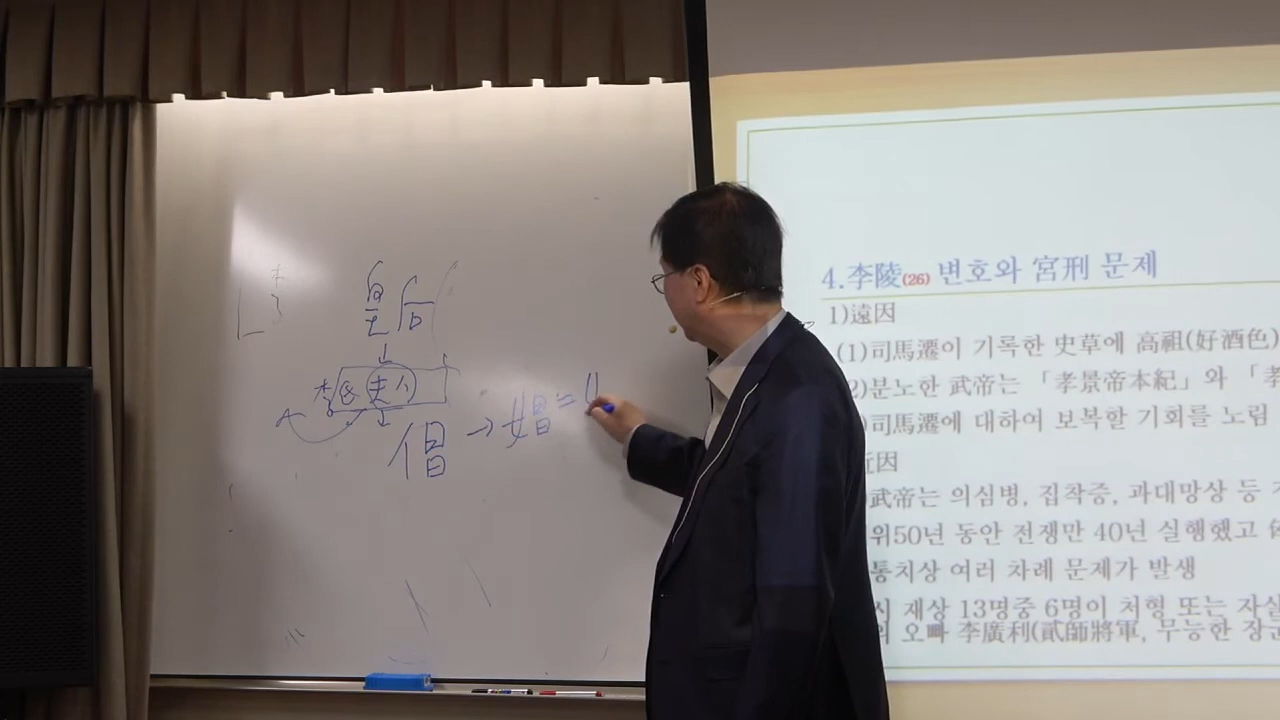 皇后
李氏夫人
倡 → 娼 =
4.李陵(26) 변호와 宮刑 문제
1)遠因
(1)司馬遷이 기록한 史草에 高祖(好酒色)
2)분노한 武帝는 「孝景帝本紀」와 「孝
司馬遷에 대하여 보복할 기회를 노림
近因
武帝는 의심병, 집착증, 과대망상 등
위50년 동안 전쟁만 40년 실행했고
통치상 여러 차례 문제가 발생
시 재상 13명중 6명이 처형 또는 자살
의 오빠 李廣利(貳師將軍, 무능한 장군